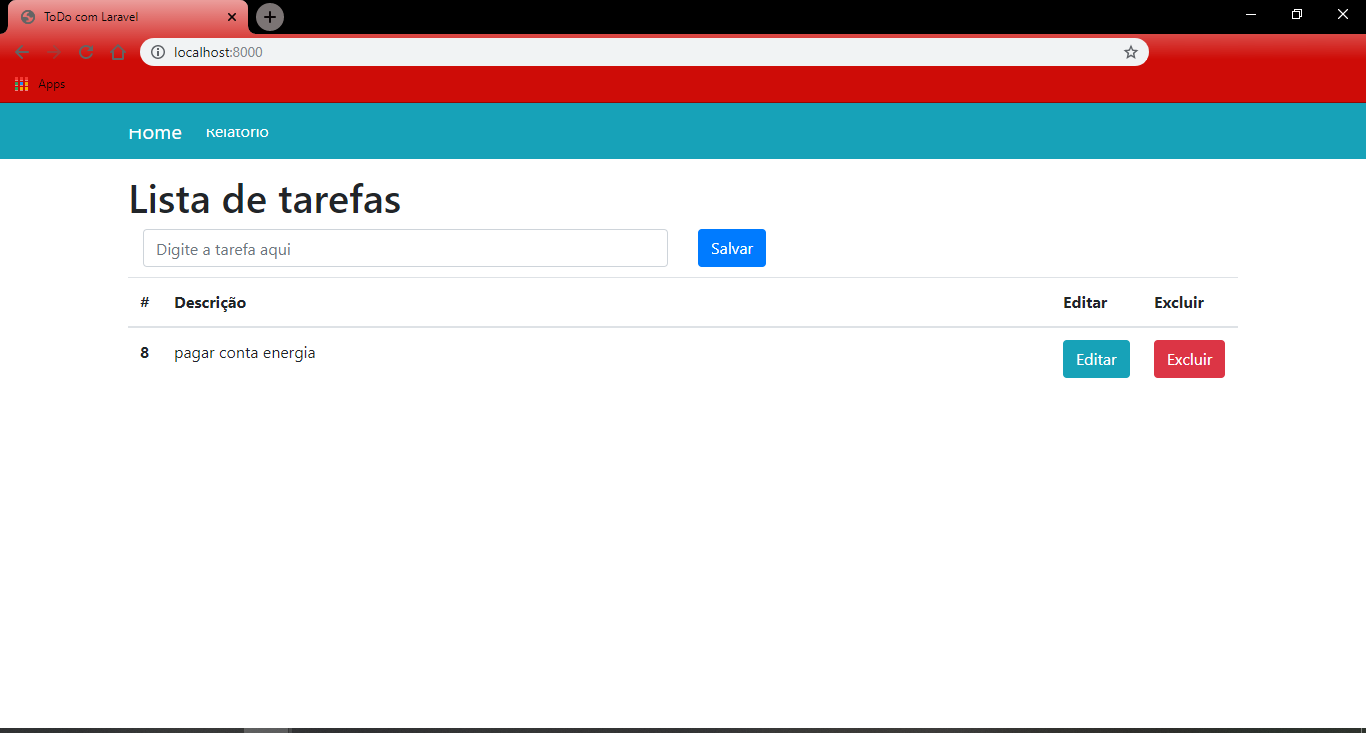 ToDo com Laravel
localhost:8000
Apps
Home Relatorio
Lista de tarefas
Digite a tarefa aqui Salvar
# Descrição Editar Excluir
8 pagar conta energia Editar Excluir